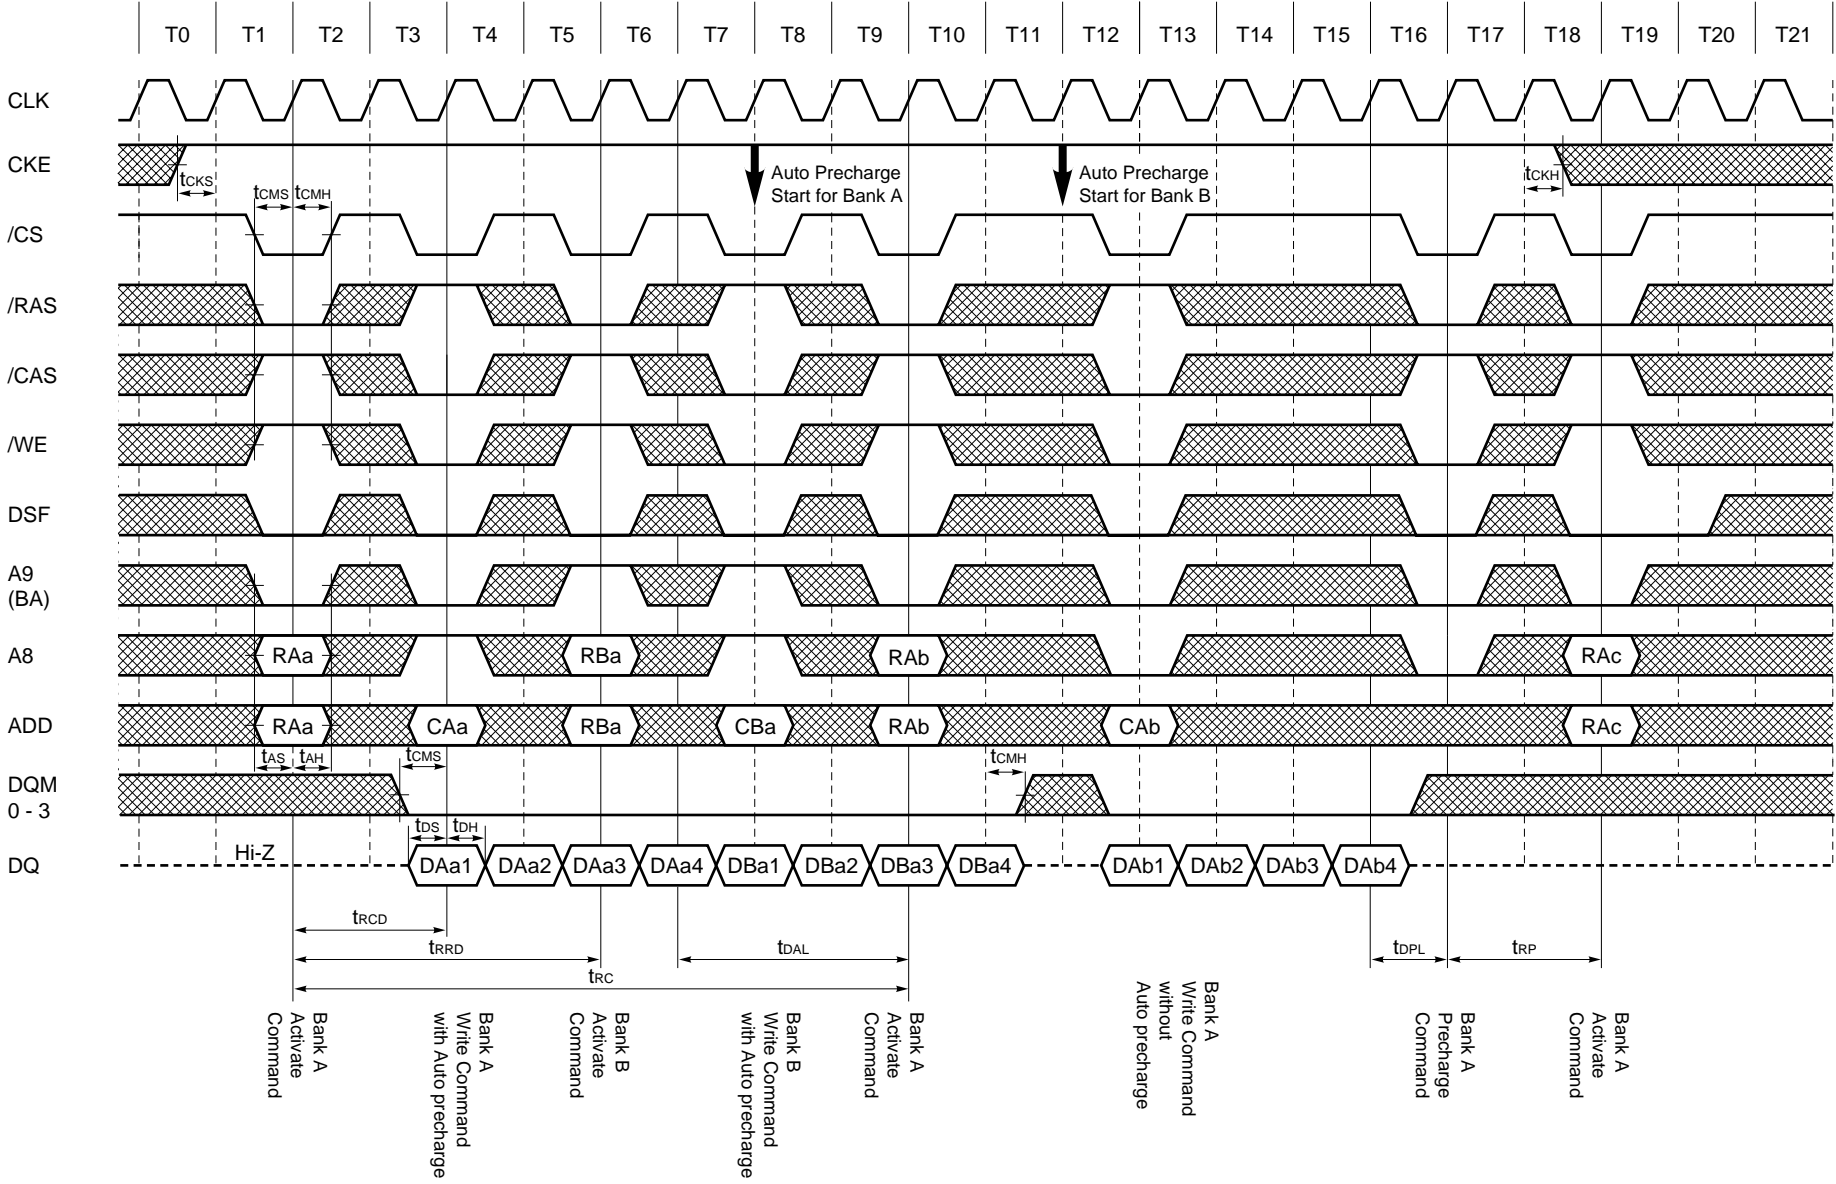 T0 T1 T2 T3 T4 T5 T6 T7 T8 T9 T10 T11 T12 T13 T14 T15 T16 T17 T18 T19 T20 T21
CLK
CKE
tCKS
tCMS tCMH
Auto Precharge
Start for Bank A
Auto Precharge
Start for Bank B
tCKH
/CS
/RAS
/CAS
/WE
DSF
A9
(BA)
A8 RAa RBa RAb RAc
ADD RAa CAa RBa CBa RAb CAb RAc
tAS tAH tCMS tCMH
DQM
0 - 3
tDS tDH
DQ Hi-Z DAa1 DAa2 DAa3 DAa4 DBa1 DBa2 DBa3 DBa4 DAb1 DAb2 DAb3 DAb4
tRCD
tRRD tDAL tDPL tRP
tRC
Bank A
Activate
Command
Bank A
Write Command
with Auto precharge
Bank B
Activate
Command
Bank B
Write Command
with Auto precharge
Bank A
Activate
Command
Bank A
Write Command
without
Auto precharge
Bank A
Precharge
Command
Bank A
Activate
Command